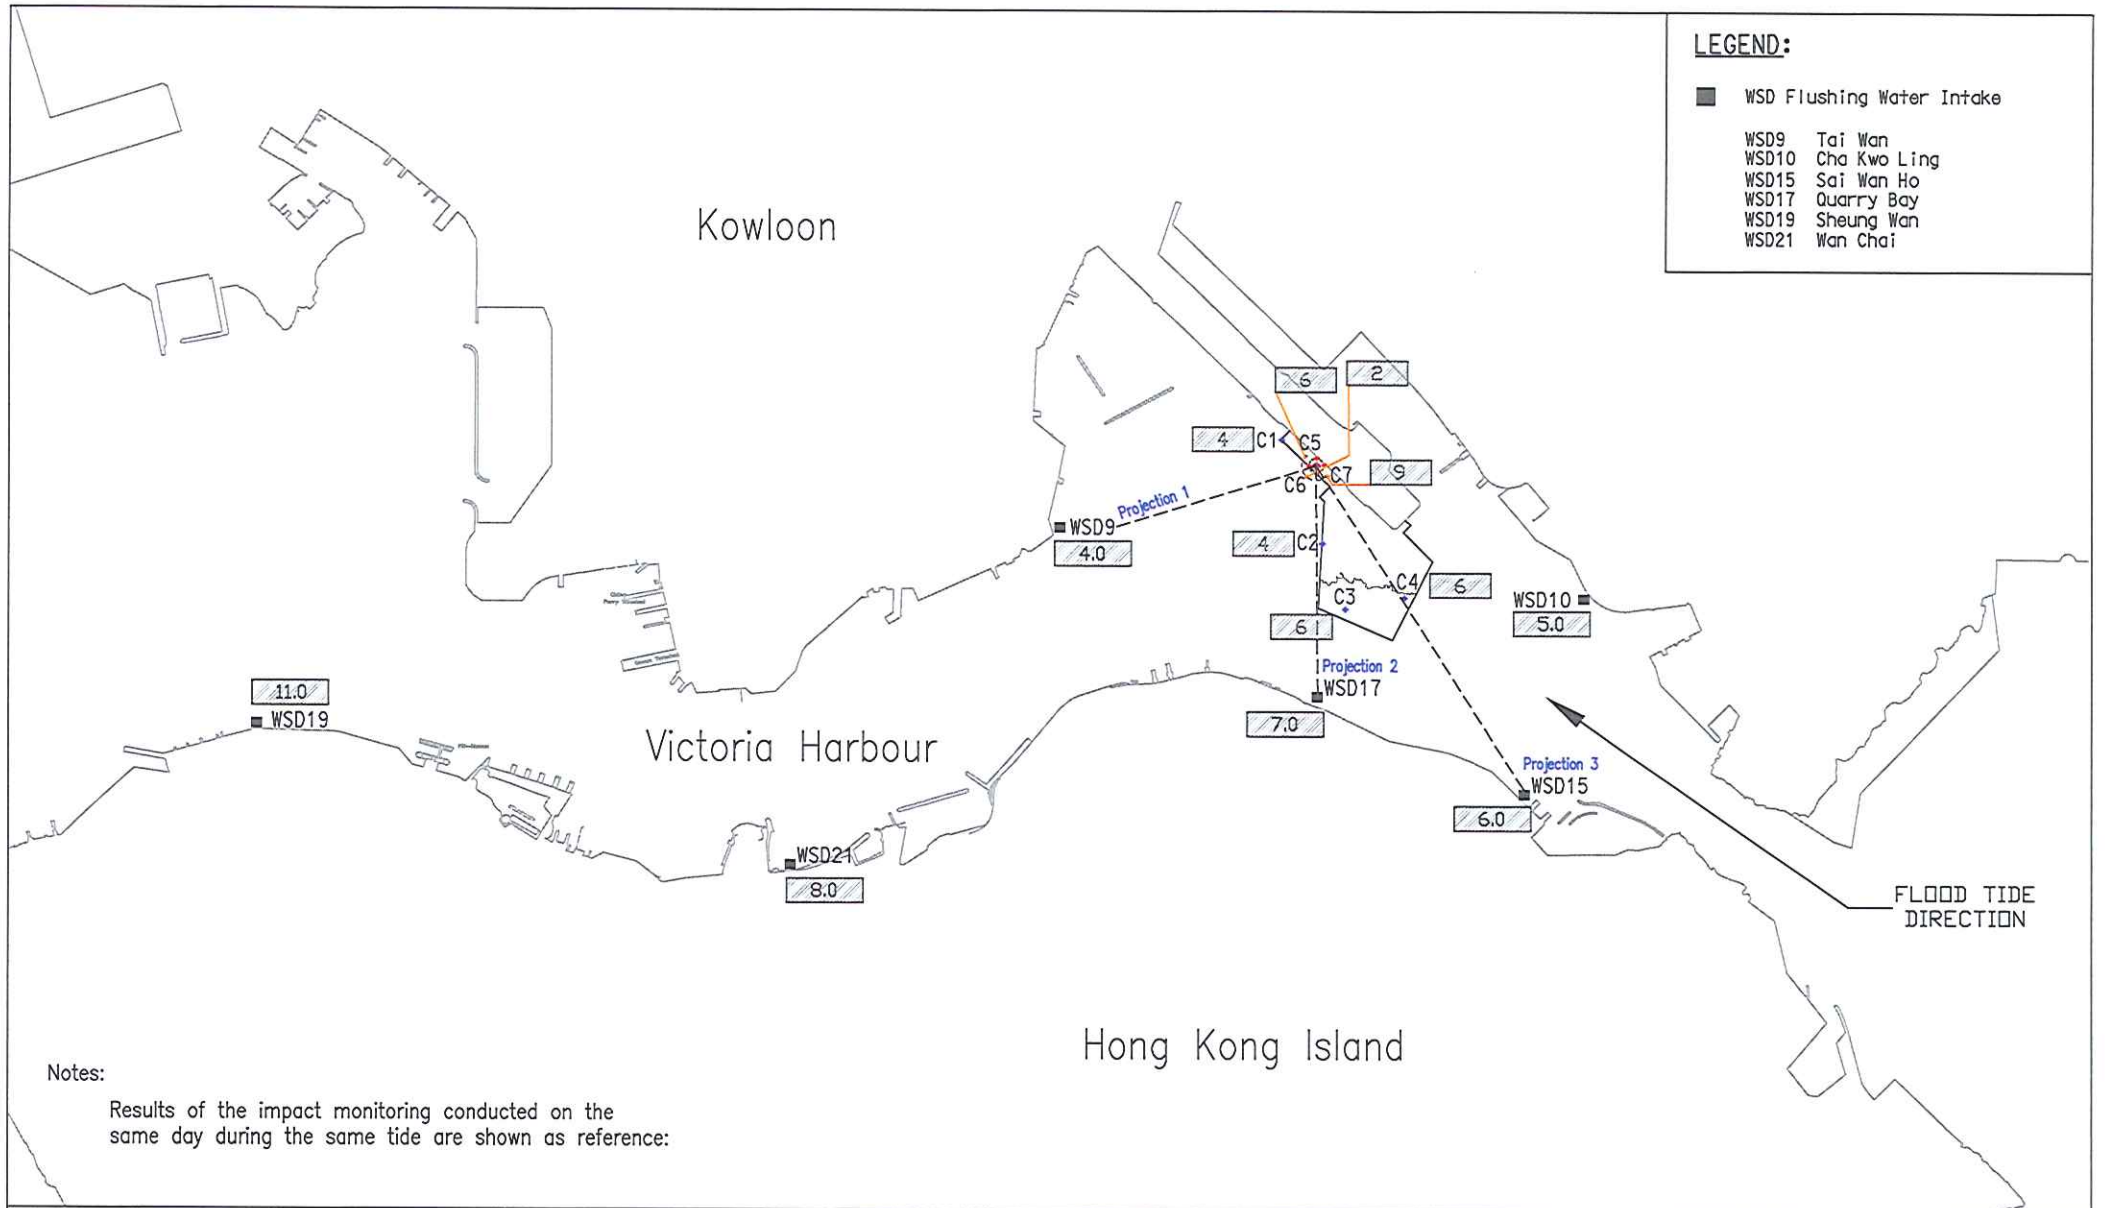 LEGEND:
WSD Flushing Water Intake
WSD9 Tai Wan
WSD10 Cha Kwo Ling
WSD15 Sai Wan Ho
WSD17 Quarry Bay
WSD19 Sheung Wan
WSD21 Wan Chai
Kowloon
6
2
4 C1
C5
C7 9
C6
Projection 1
WSD9
4.0
4 C2
C4 6
C3
6
WSD10
5.0
Projection 2
WSD17
7.0
11.0
WSD19
Victoria Harbour
Projection 3
WSD15
6.0
WSD21
8.0
FLOOD TIDE
DIRECTION
Hong Kong Island
Notes:
Results of the impact monitoring conducted on the
same day during the same tide are shown as reference: